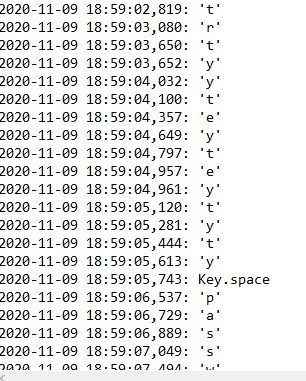 2020-11-09 18:59:02,819: 't'
2020-11-09 18:59:03,080: 'r'
2020-11-09 18:59:03,650: 't'
2020-11-09 18:59:03,652: 'y'
2020-11-09 18:59:04,032: 'y'
2020-11-09 18:59:04,100: 't'
2020-11-09 18:59:04,357: 'e'
2020-11-09 18:59:04,649: 'y'
2020-11-09 18:59:04,797: 't'
2020-11-09 18:59:04,957: 'e'
2020-11-09 18:59:04,961: 'y'
2020-11-09 18:59:05,120: 't'
2020-11-09 18:59:05,281: 'y'
2020-11-09 18:59:05,444: 't'
2020-11-09 18:59:05,613: 'y'
2020-11-09 18:59:05,743: Key.space
2020-11-09 18:59:06,537: 'p'
2020-11-09 18:59:06,729: 'a'
2020-11-09 18:59:06,889: 's'
2020-11-09 18:59:07,049: 's'
2020-11-09 18:59:07,494: 'w'